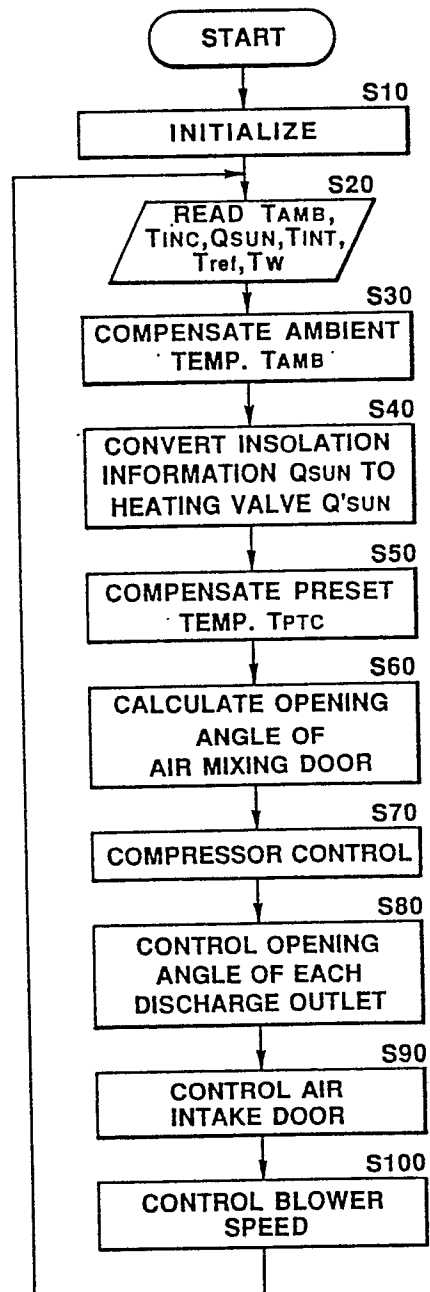 START
S10
INITIALIZE
S20
READ TAMB,
TINC,QSUN,TINT,
Tref,TW
S30
COMPENSATE AMBIENT
TEMP. TAMB
S40
CONVERT INSOLATION
INFORMATION QSUN TO
HEATING VALVE Q'SUN
S50
COMPENSATE PRESET
TEMP. TPTC
S60
CALCULATE OPENING
ANGLE OF
AIR MIXING DOOR
S70
COMPRESSOR CONTROL
S80
CONTROL OPENING
ANGLE OF EACH
DISCHARGE OUTLET
S90
CONTROL AIR
INTAKE DOOR
S100
CONTROL BLOWER
SPEED